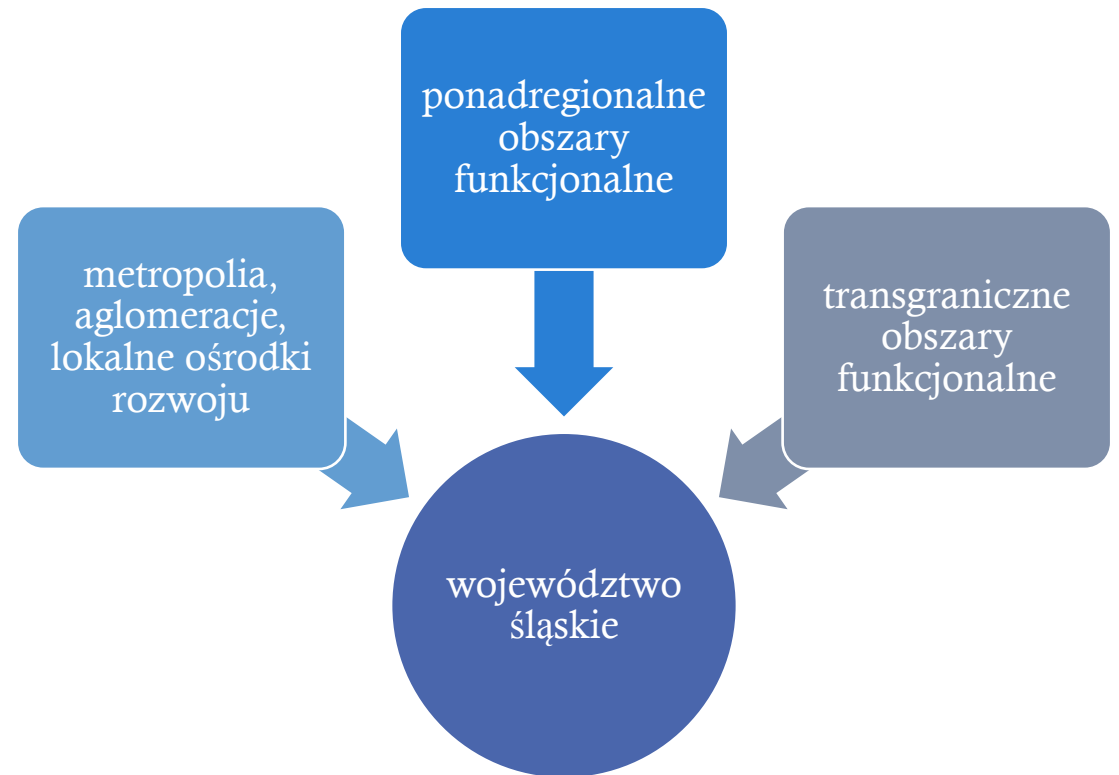 ponadregionalne
obszary
funkcjonalne
metropolia,
aglomeracje,
lokalne ośrodki
rozwoju
transgraniczne
obszary
funkcjonalne
województwo
śląskie